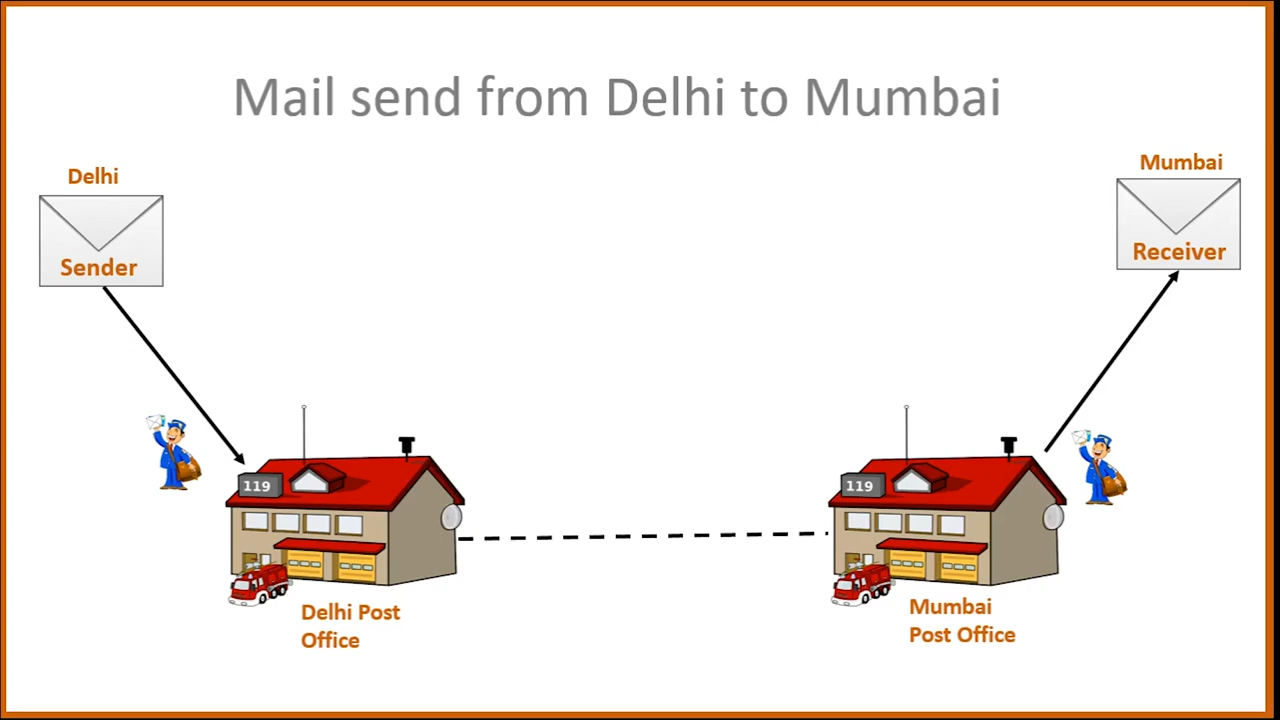 Mail send from Delhi to Mumbai
Delhi
Sender
Mumbai
Receiver
119
Delhi Post
Office
119
Mumbai
Post Office